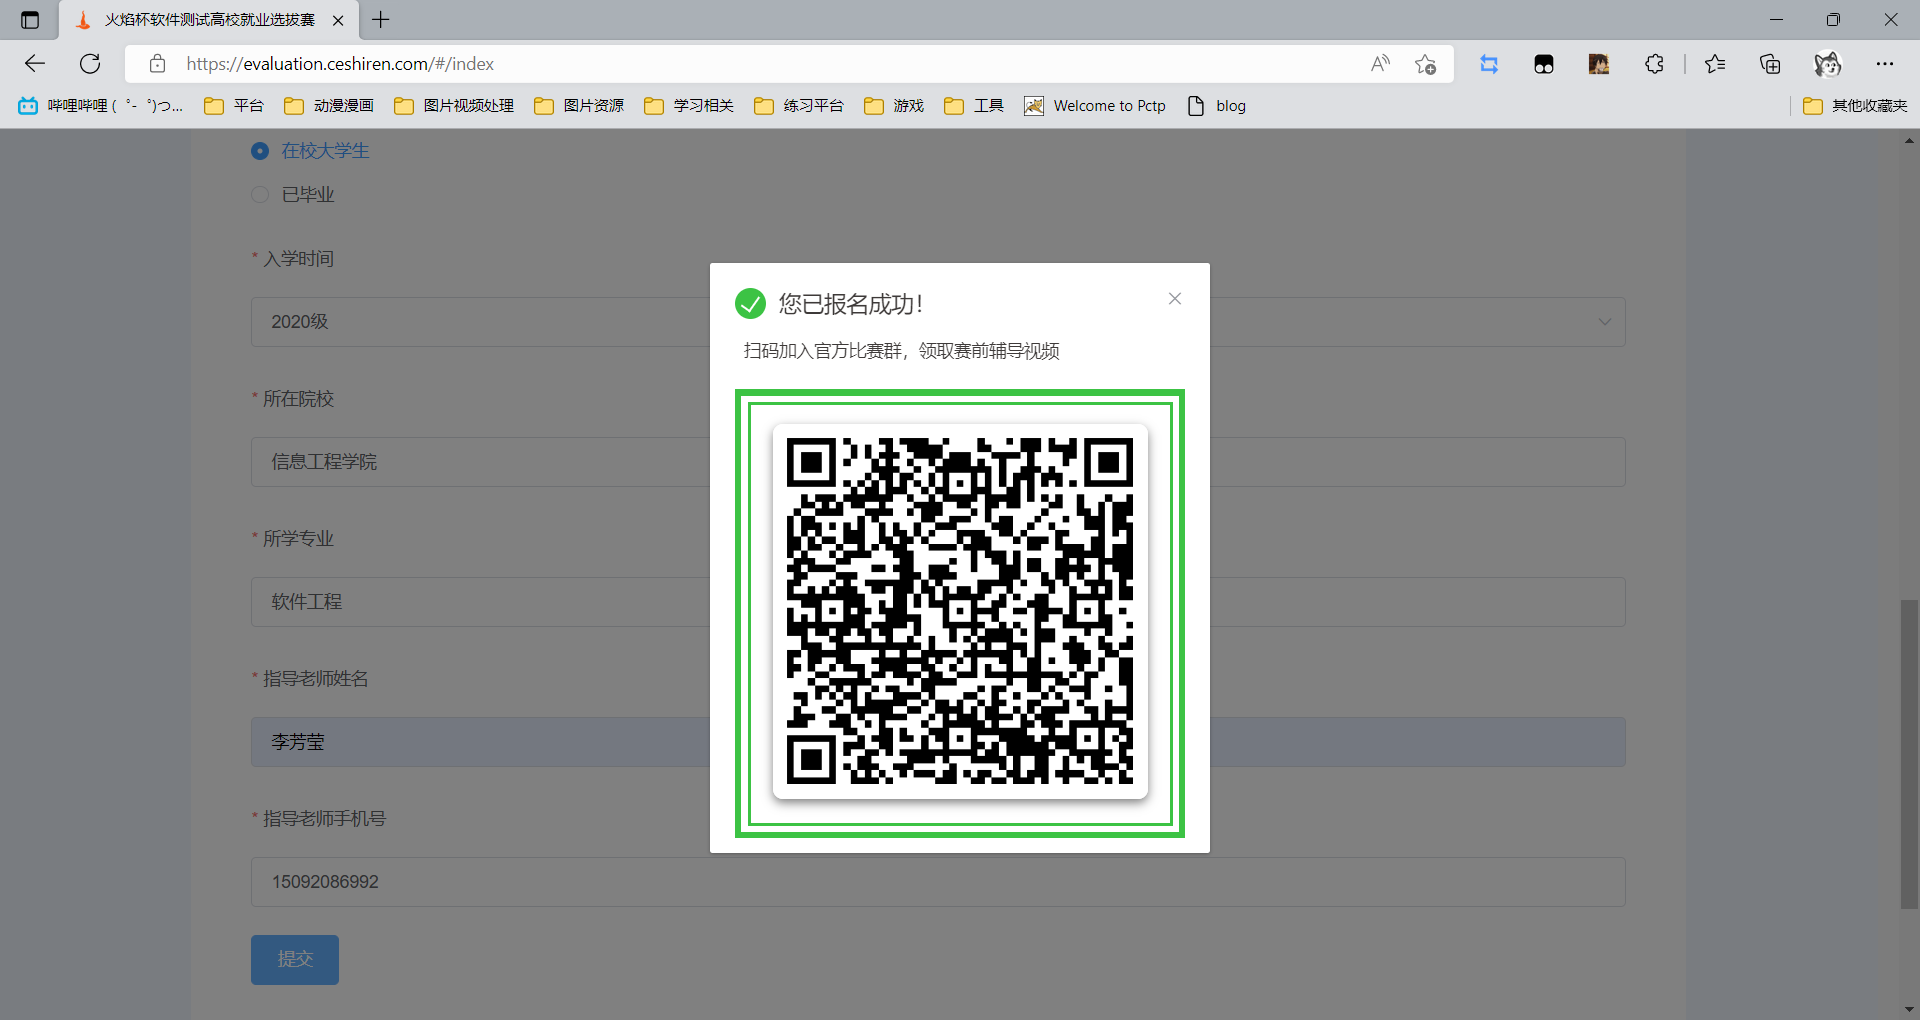 火焰杯软件测试高校就业选拔赛
https://evaluation.ceshiren.com/#/index
哔哩哔哩 ( ゜- ゜)つ...
平台
动漫漫画
图片视频处理
图片资源
学习相关
练习平台
游戏
工具
Welcome to Pctp
blog
其他收藏夹
在校大学生
已毕业
* 入学时间
2020级
* 所在院校
信息工程学院
* 所学专业
软件工程
* 指导老师姓名
李芳莹
* 指导老师手机号
15092086992
提交
您已报名成功！
扫码加入官方比赛群，领取赛前辅导视频